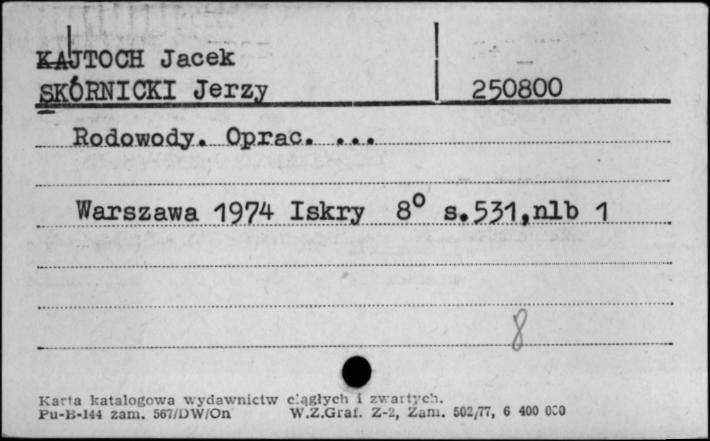 KAJTOCH Jacek
SKÓRNICKI Jerzy 250800
Rodowody. Oprac. ...
Warszawa 1974 Iskry 8° s.531,nlb 1
8
Karta katalogowa wydawnictw ciągłych i zwartych.
Pu-B-144 zam. 567/DW/On W.Z.Graf. Z-2, Zam. 502/77, 6 400 000